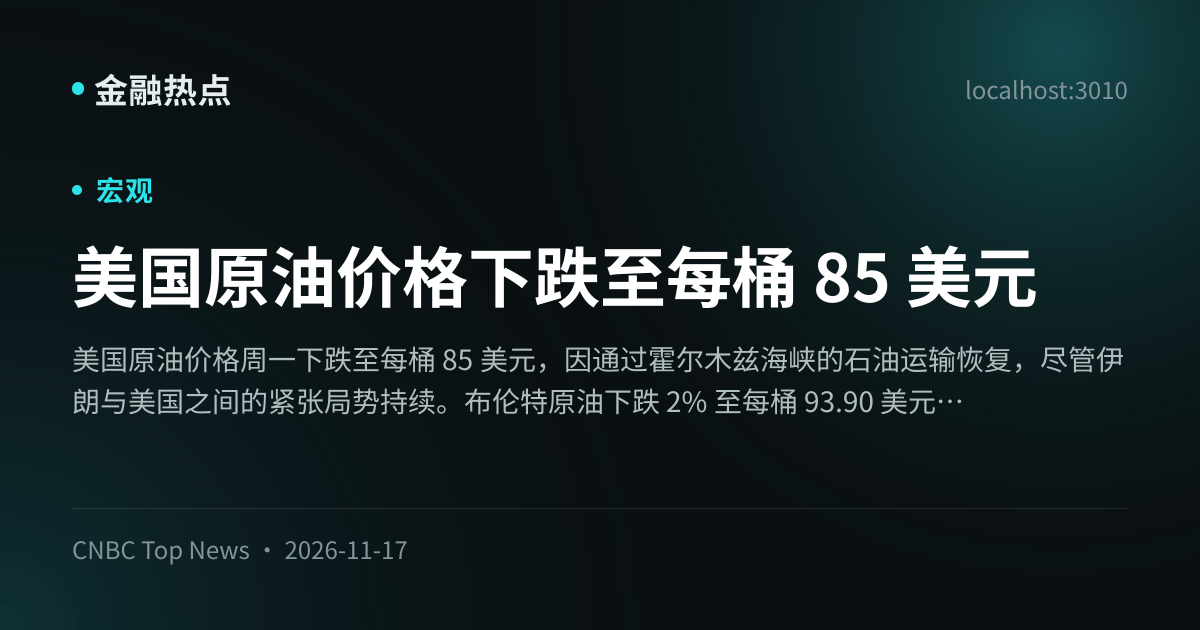 金融热点
localhost:3010
宏观
美国原油价格下跌至每桶 85 美元
美国原油价格周一下跌至每桶 85 美元，因通过霍尔木兹海峡的石油运输恢复，尽管伊
朗与美国之间的紧张局势持续。布伦特原油下跌 2% 至每桶 93.90 美元…
CNBC Top News • 2026-11-17